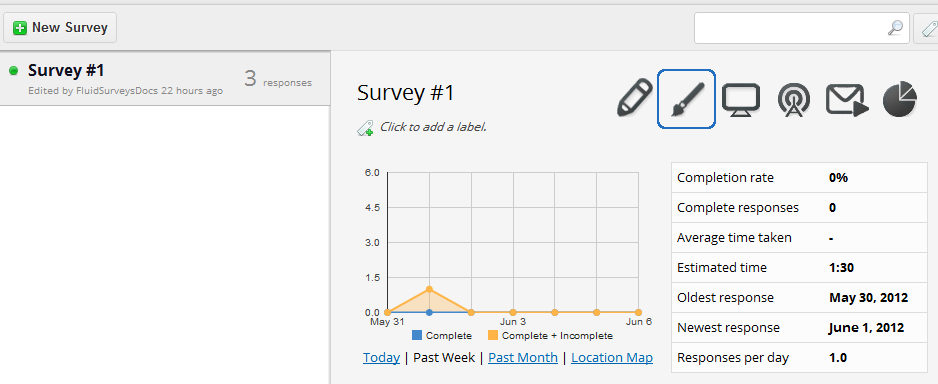 New Survey
Survey #1
3 responses
Edited by FluidSurveysDocs 22 hours ago
Survey #1
Click to add a label.
6.0
4.5
3.0
1.5
0.0
May 31 Jun 3 Jun 6
Complete Complete + Incomplete
Today | Past Week | Past Month | Location Map
Completion rate 0%
Complete responses 0
Average time taken -
Estimated time 1:30
Oldest response May 30, 2012
Newest response June 1, 2012
Responses per day 1.0